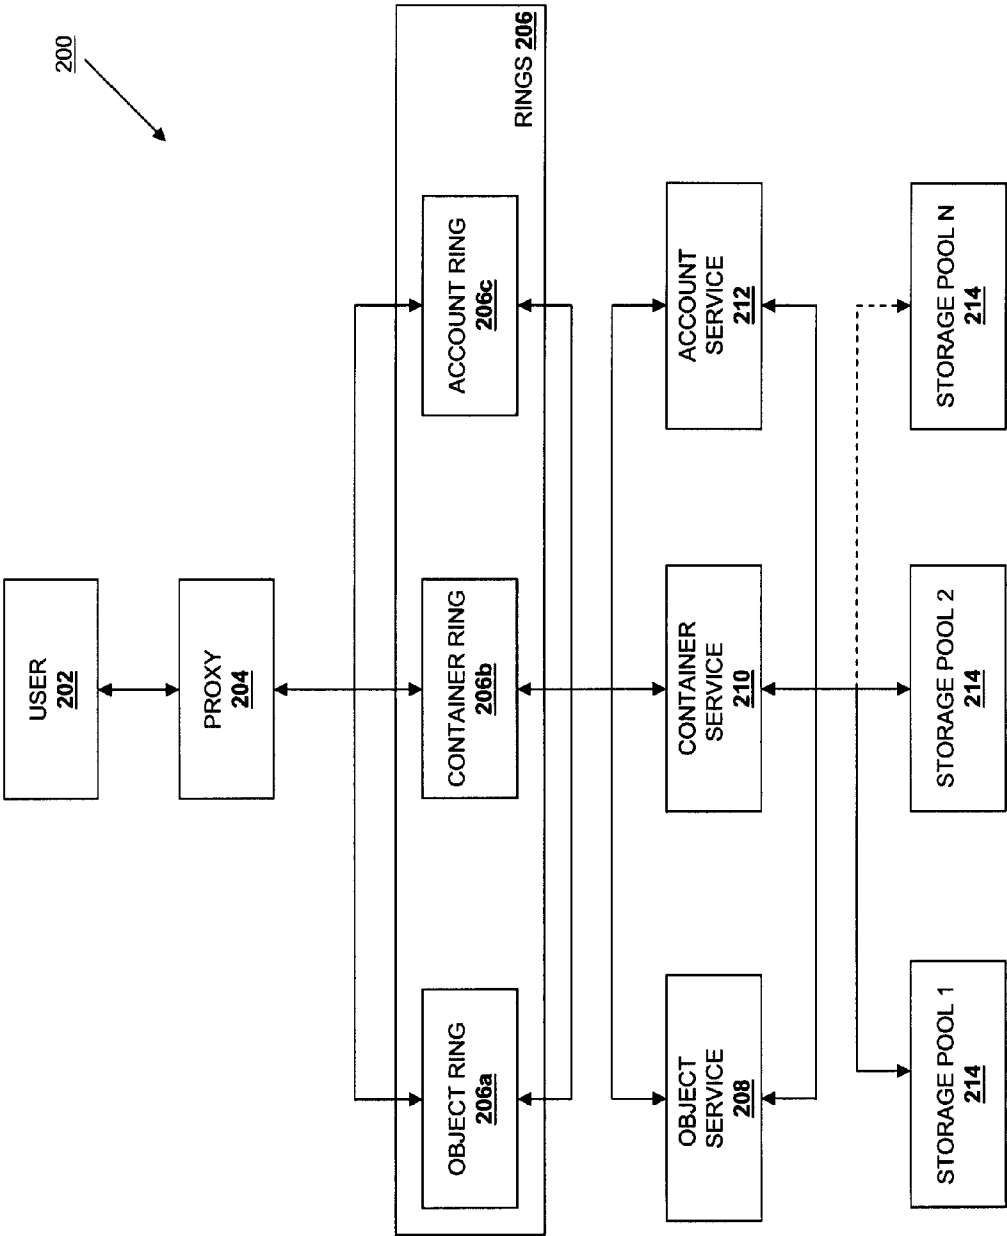 200
USER
202
PROXY
204
RINGS 206
OBJECT RING
206a
CONTAINER RING
206b
ACCOUNT RING
206c
OBJECT
SERVICE
208
CONTAINER
SERVICE
210
ACCOUNT
SERVICE
212
STORAGE POOL 1
214
STORAGE POOL 2
214
STORAGE POOL N
214